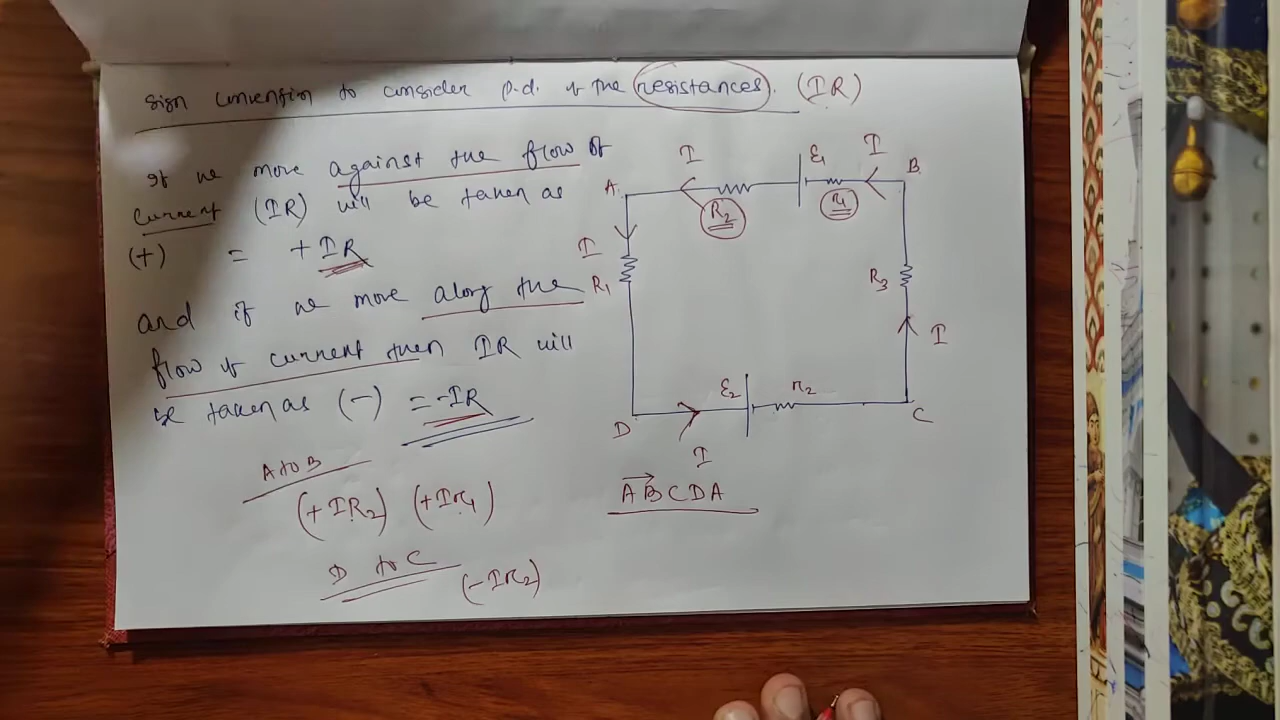 Sign convention to consider p.d. of the resistances. (IR)
If we move against the flow of
current (IR) will be taken as
(+) = +IR
and if we move along the
flow of current then IR will
be taken as (-) = -IR
A to B
(+IR2) (+Ir1)
D to C
(-Ir2)
I ε1 I B
A
R2 r1
I
R1 R3
I
ε2 r2
D C
I
ABCDA